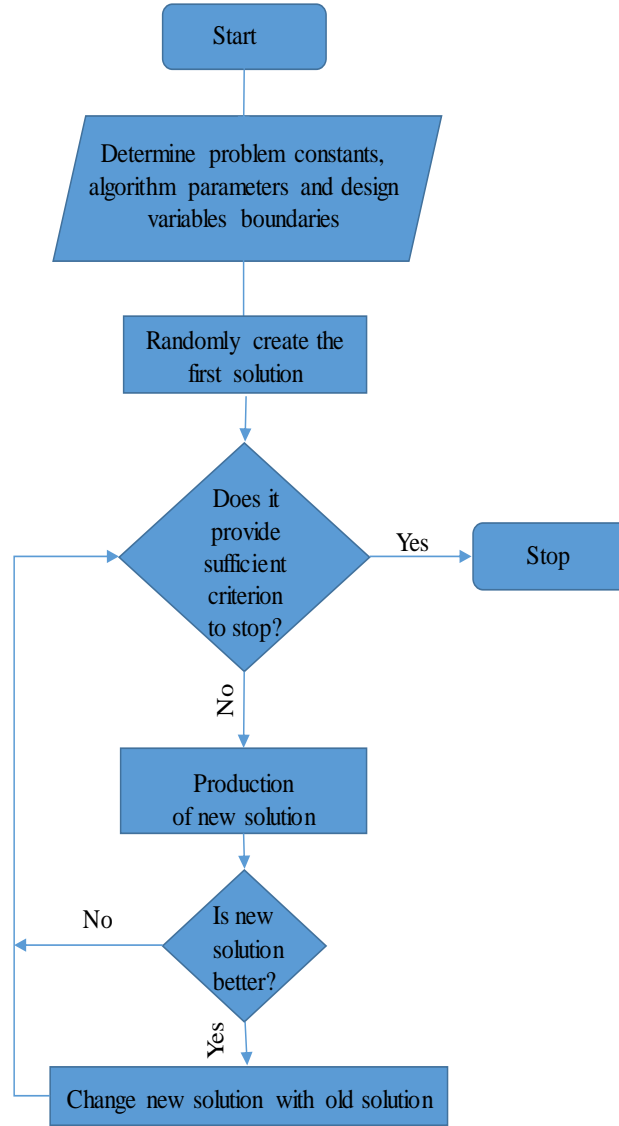 Start
Determine problem constants,
algorithm parameters and design
variables boundaries
Randomly create the
first solution
Does it
provide
sufficient
criterion
to stop?
Yes
Stop
No
Production
of new solution
Is new
solution
better?
No
Yes
Change new solution with old solution